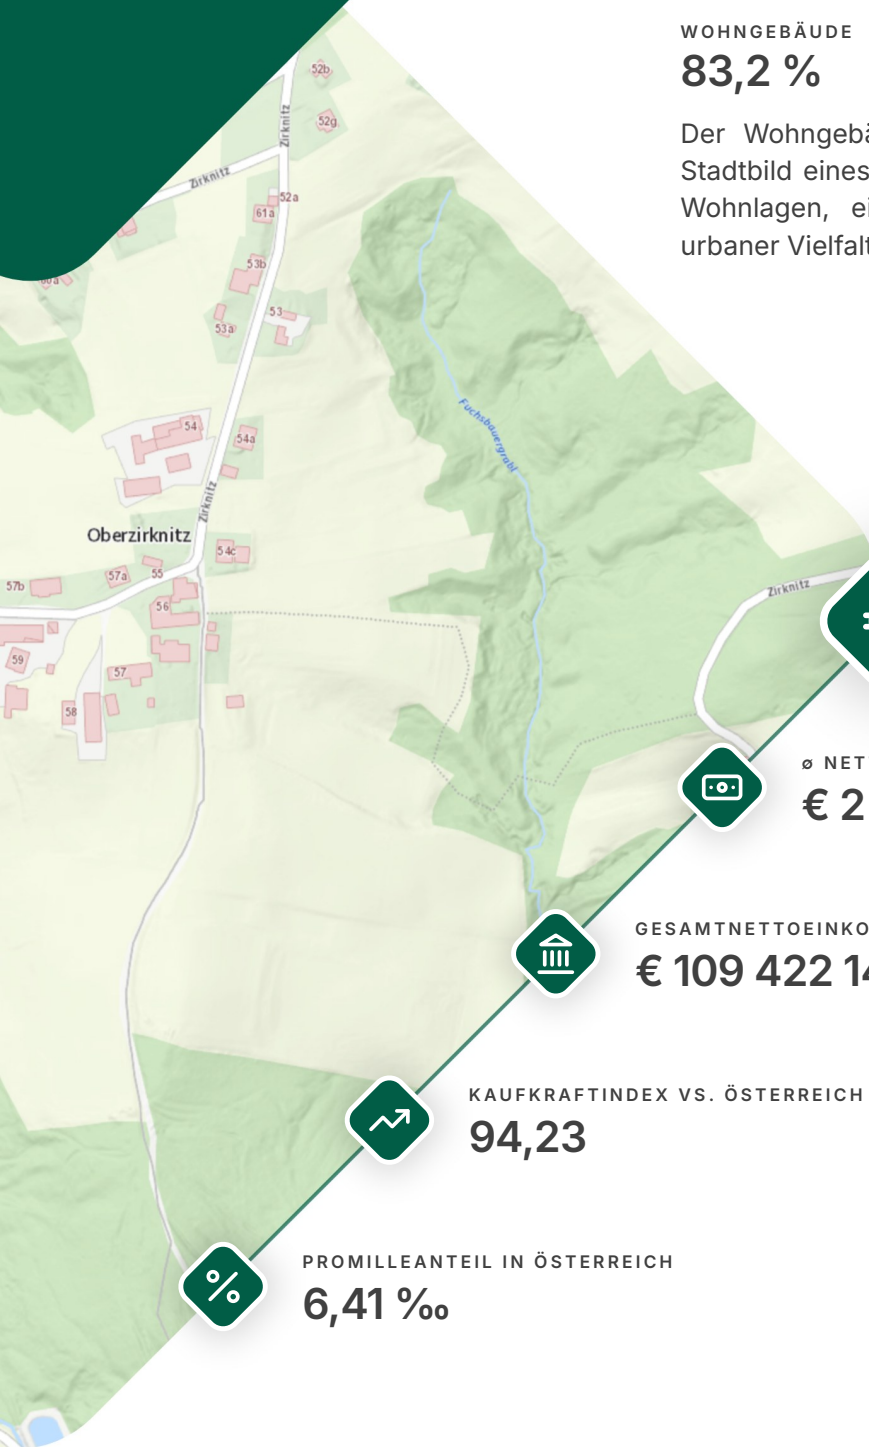 WOHNGEBÄUDE
83,2 %
Der Wohngebä
Stadtbild eines
Wohnlagen, ei
urbaner Vielfalt
52b
Zirknitz
52g
Zirknitz
52a
61a
53b
53
53a
54
54a
Fuchsbauergrabl
Zirknitz
Oberzirknitz
54c
57b
57a
55
56
Zirknitz
59
57
58
ø NET
€ 2
GESAMTNETTOEINKO
€ 109 422 14
KAUFKRAFTINDEX VS. ÖSTERREICH
94,23
PROMILLEANTEIL IN ÖSTERREICH
6,41 ‰